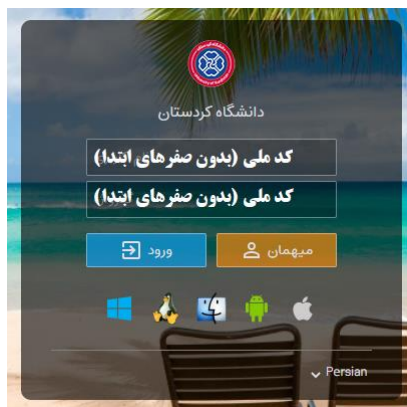 دانشگاه کردستان
کد ملی (بدون صفرهای ابتدا)
کد ملی (بدون صفرهای ابتدا)
میهمان
ورود
Persian